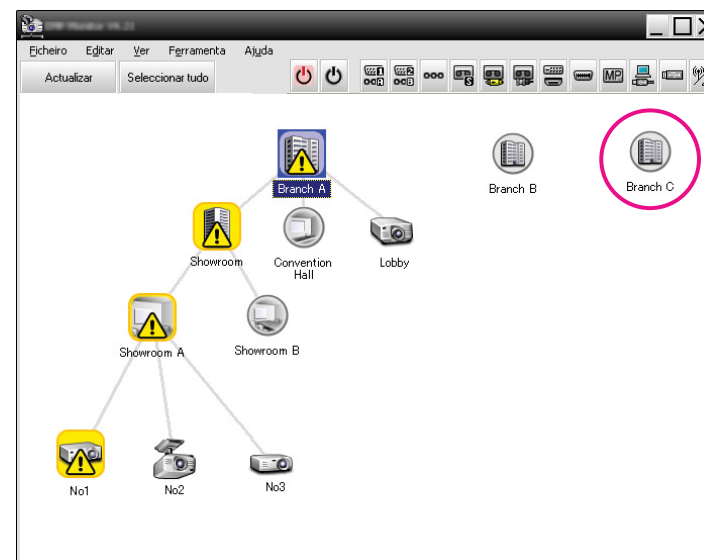 Ficheiro Editar Ver Ferramenta Ajuda
Actualizar Seleccionar tudo
MP
Branch A
Branch B
Branch C
Showroom
Convention
Hall
Lobby
Showroom A
Showroom B
No1
No2
No3